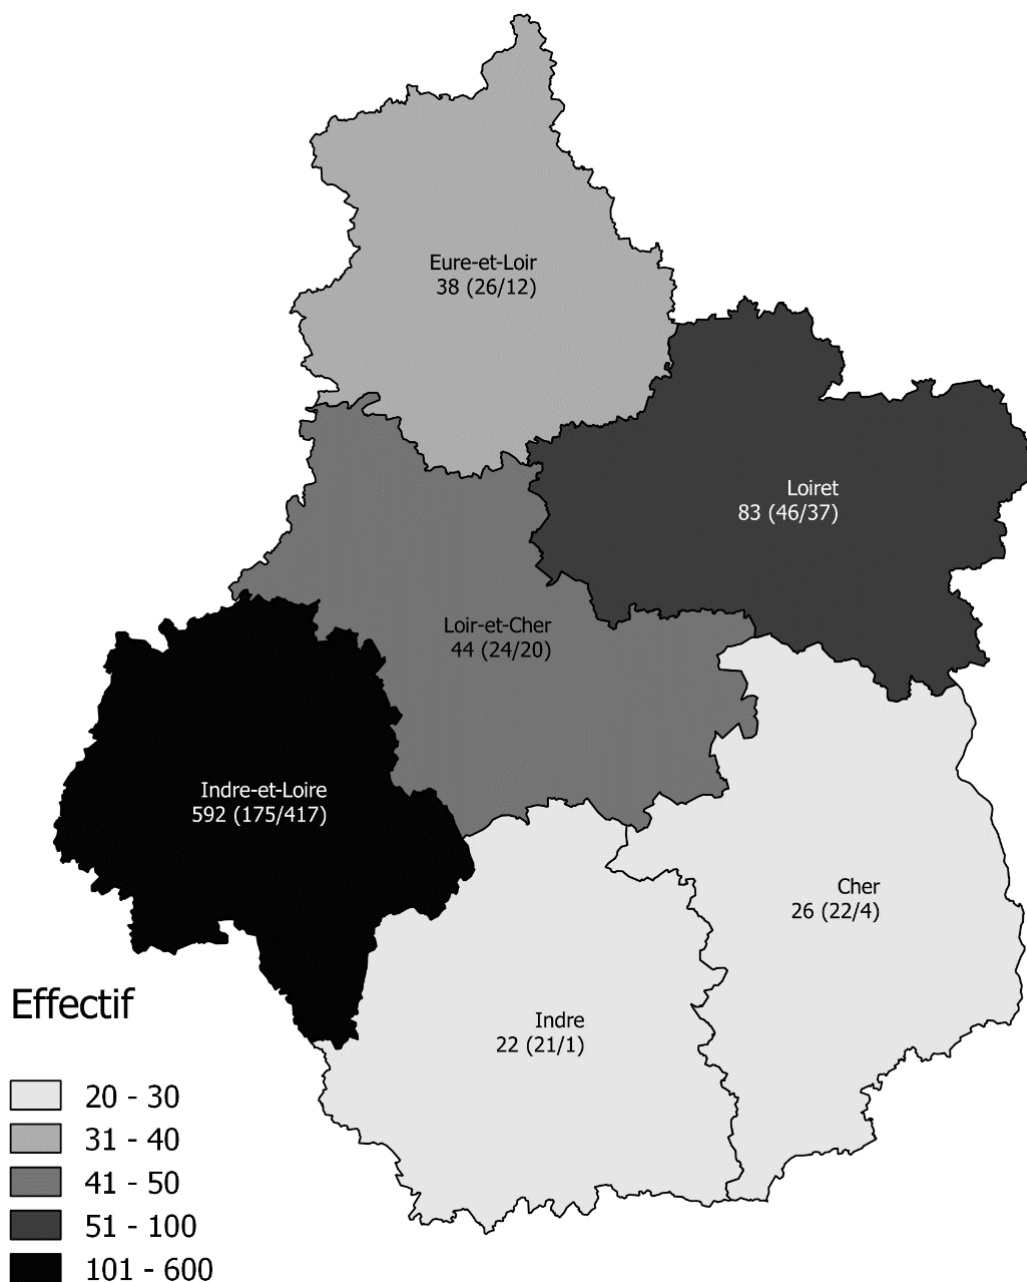 Eure-et-Loir
38 (26/12)
Loiret
83 (46/37)
Loir-et-Cher
44 (24/20)
Indre-et-Loire
592 (175/417)
Cher
26 (22/4)
Indre
22 (21/1)
Effectif
20 - 30
31 - 40
41 - 50
51 - 100
101 - 600